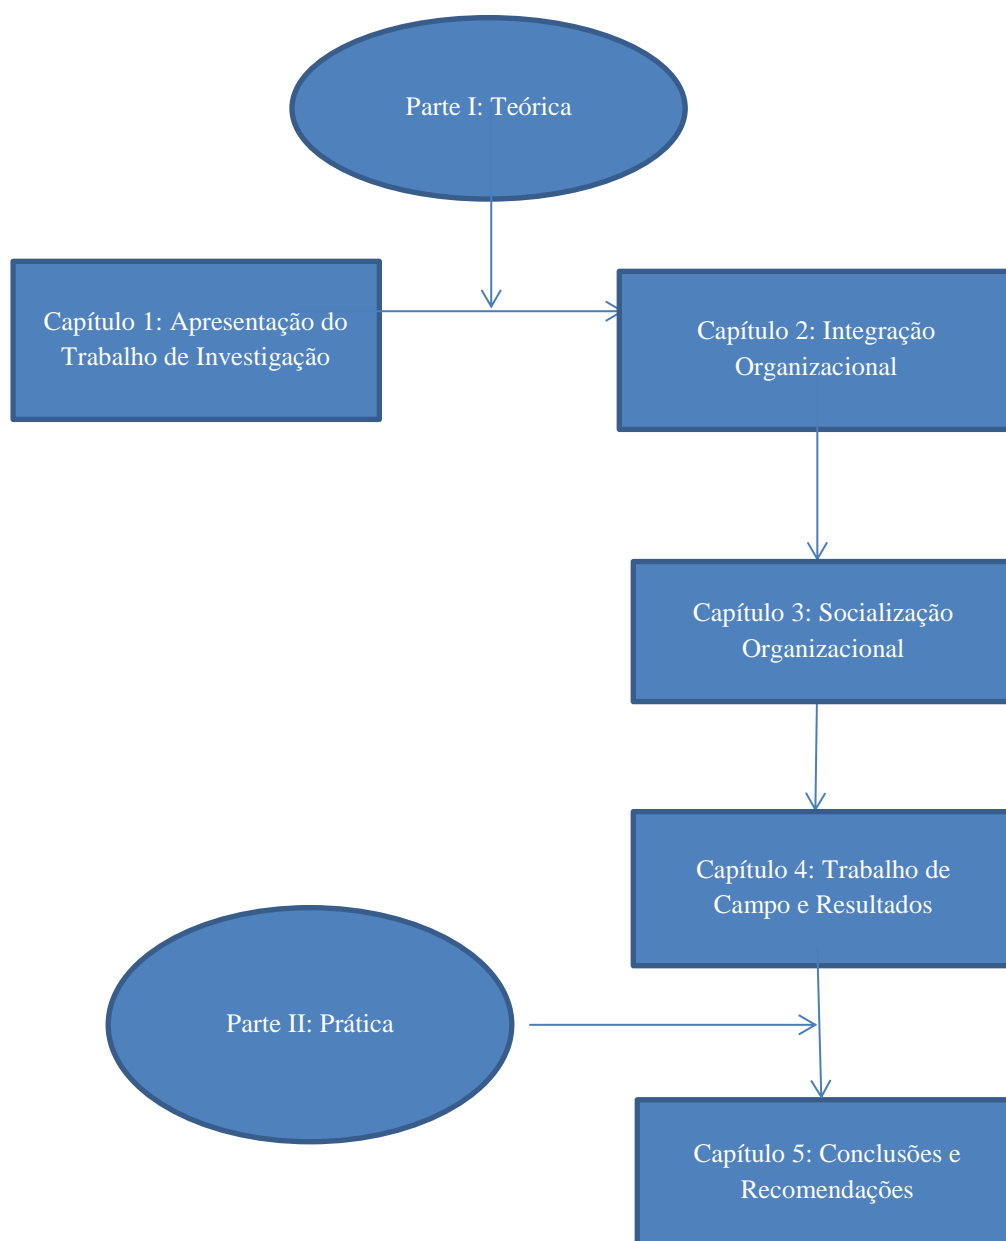 Parte I: Teórica
Capítulo 1: Apresentação do
Trabalho de Investigação
Capítulo 2: Integração
Organizacional
Capítulo 3: Socialização
Organizacional
Capítulo 4: Trabalho de
Campo e Resultados
Parte II: Prática
Capítulo 5: Conclusões e
Recomendações